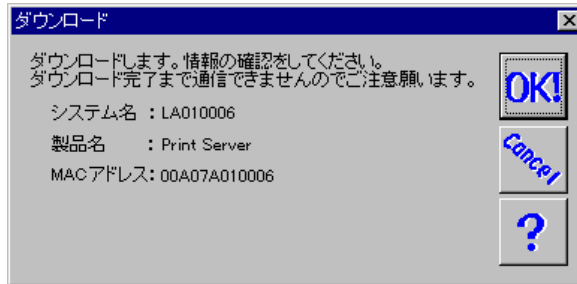 ダウンロード
ダウンロードします。情報の確認をしてください。
ダウンロード完了まで通信できませんのでご注意願います。
システム名 : LA010006
製品名 : Print Server
MACアドレス: 00A07A010006
OK!
Cancel
?